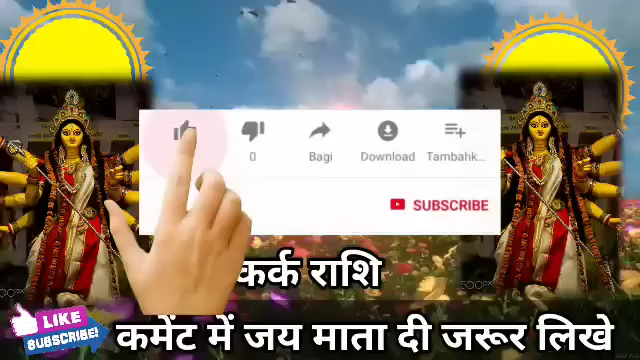 0
Bagi
Download
Tambahk...
SUBSCRIBE
कर्क राशि
LIKE
SUBSCRIBE!
कमेंट में जय माता दी जरूर लिखे